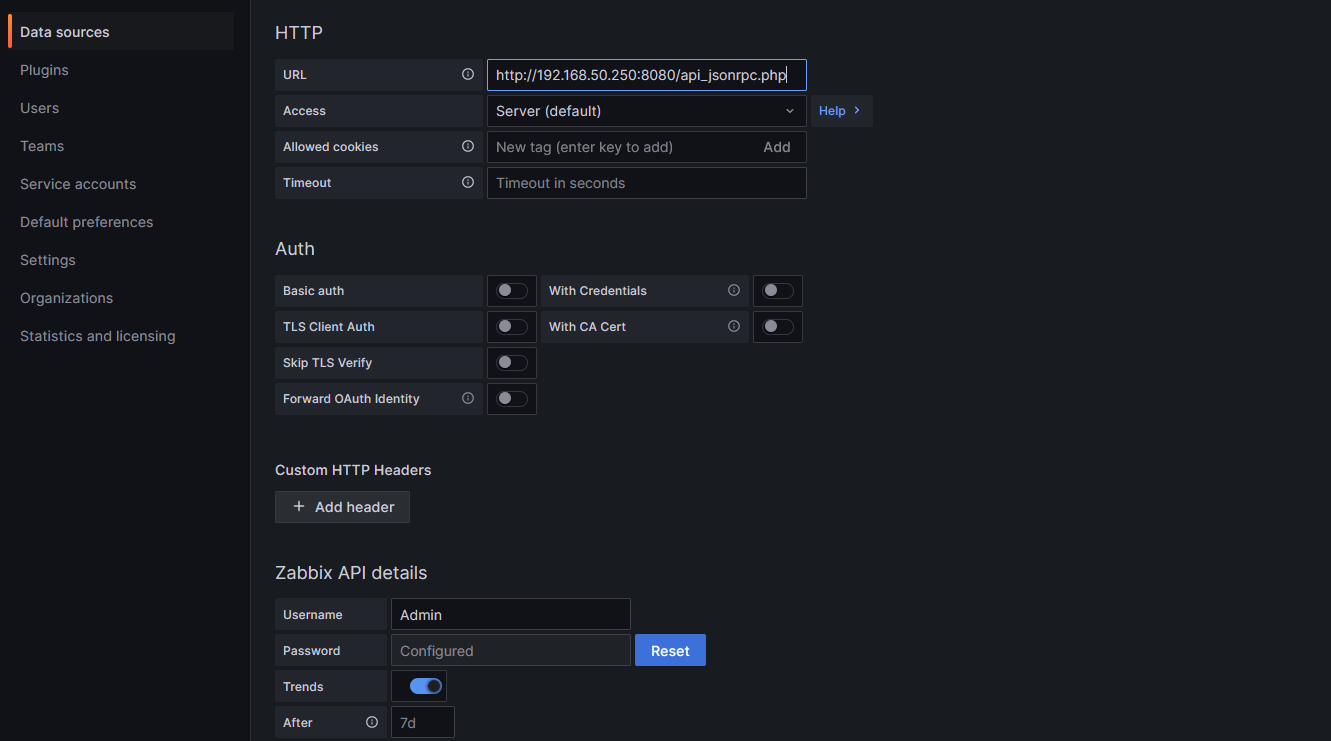 Data sources
Plugins
Users
Teams
Service accounts
Default preferences
Settings
Organizations
Statistics and licensing
HTTP
URL http://192.168.50.250:8080/api_jsonrpc.php
Access Server (default) Help
Allowed cookies New tag (enter key to add) Add
Timeout Timeout in seconds
Auth
Basic auth With Credentials
TLS Client Auth With CA Cert
Skip TLS Verify
Forward OAuth Identity
Custom HTTP Headers
+ Add header
Zabbix API details
Username Admin
Password Configured Reset
Trends
After 7d